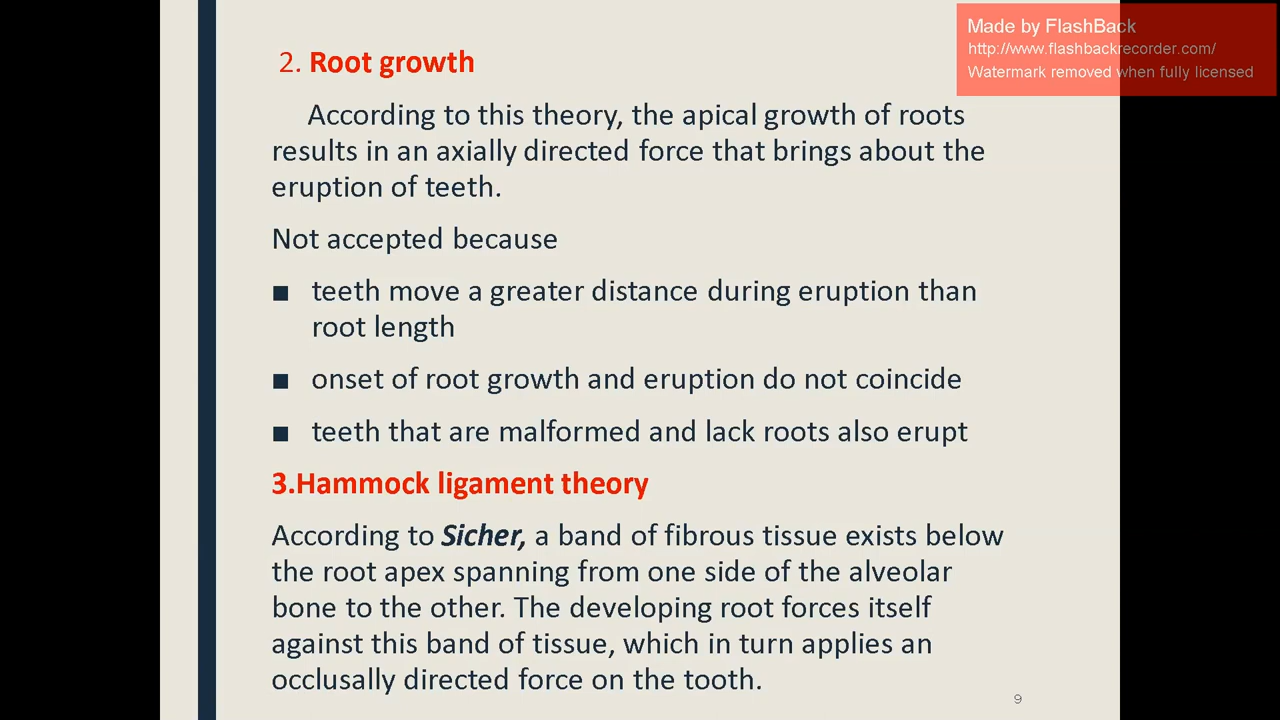 Made by FlashBack
http://www.flashbackrecorder.com/
Watermark removed when fully licensed
2. Root growth
According to this theory, the apical growth of roots
results in an axially directed force that brings about the
eruption of teeth.
Not accepted because
■ teeth move a greater distance during eruption than
root length
■ onset of root growth and eruption do not coincide
■ teeth that are malformed and lack roots also erupt
3.Hammock ligament theory
According to Sicher, a band of fibrous tissue exists below
the root apex spanning from one side of the alveolar
bone to the other. The developing root forces itself
against this band of tissue, which in turn applies an
occlusally directed force on the tooth.
9